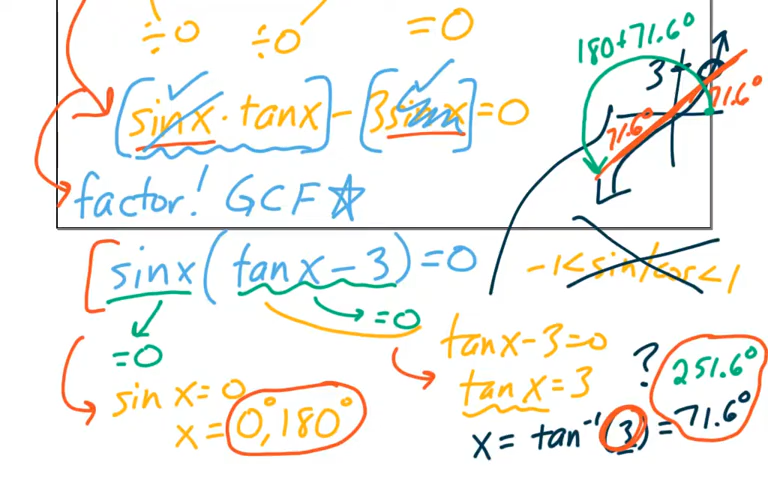 ÷0 ÷0 =0
180+71.6°
3
71.6°
71.6°
[sinx · tanx] - [3sinx] = 0
factor! GCF
[sinx (tanx - 3) = 0
-1 < sin/cos < 1
=0
=0
sin x = 0
x = 0°, 180°
tanx - 3 = 0
tan x = 3
? 251.6°
x = tan⁻¹(3) = 71.6°